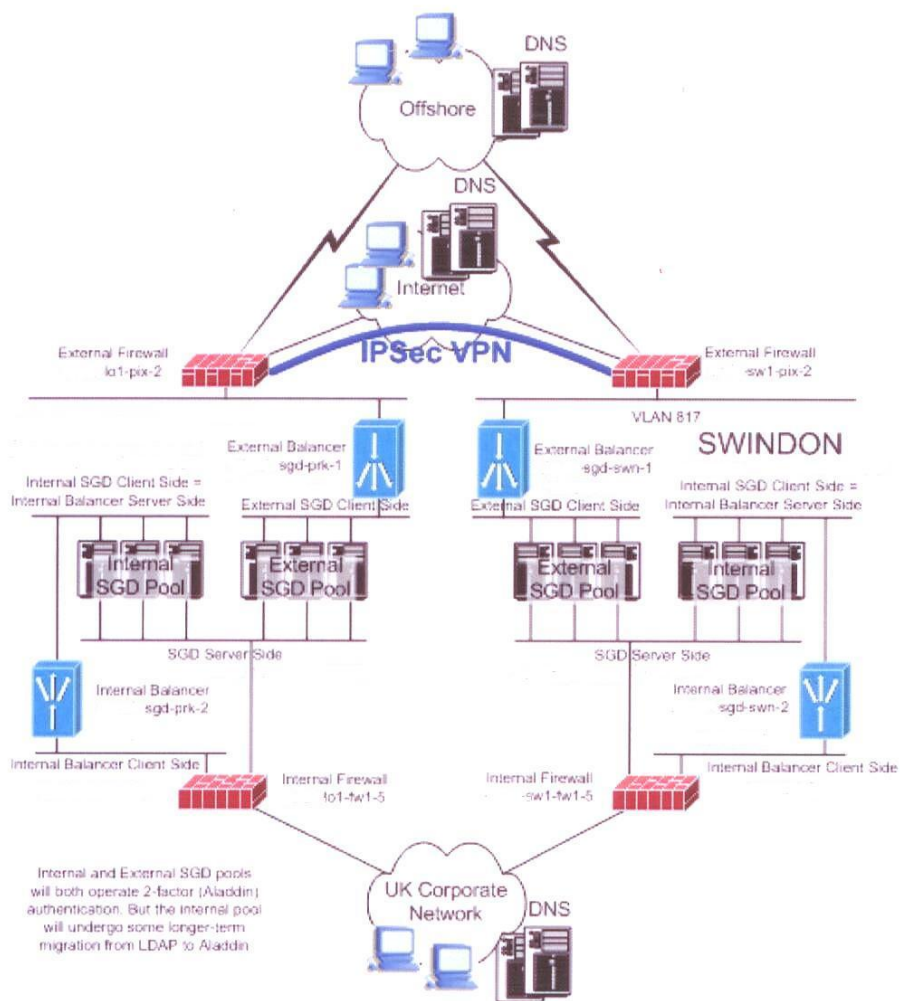 DNS
Offshore
DNS
Internet
IPSec VPN
External Firewall
lo1-pix-2
External Firewall
-sw1-pix-2
VLAN 817
External Balancer
sgd-prk-1
External Balancer
-sgd-swn-1
SWINDON
Internal SGD Client Side =
Internal Balancer Server Side
External SGD Client Side
External SGD Client Side
Internal SGD Client Side =
Internal Balancer Server Side
Internal
SGD Pool
External
SGD Pool
External
SGD Pool
Internal
SGD Pool
SGD Server Side
SGD Server Side
Internal Balancer
sgd-prk-2
Internal Balancer
-sgd-swn-2
Internal Balancer Client Side
Internal Balancer Client Side
Internal Firewall
lo1-fw1-5
Internal Firewall
-sw1-fw1-5
Internal and External SGD pools
will both operate 2-factor (Aladdin)
authentication. But the internal pool
will undergo some longer-term
migration from LDAP to Aladdin
UK Corporate
Network
DNS